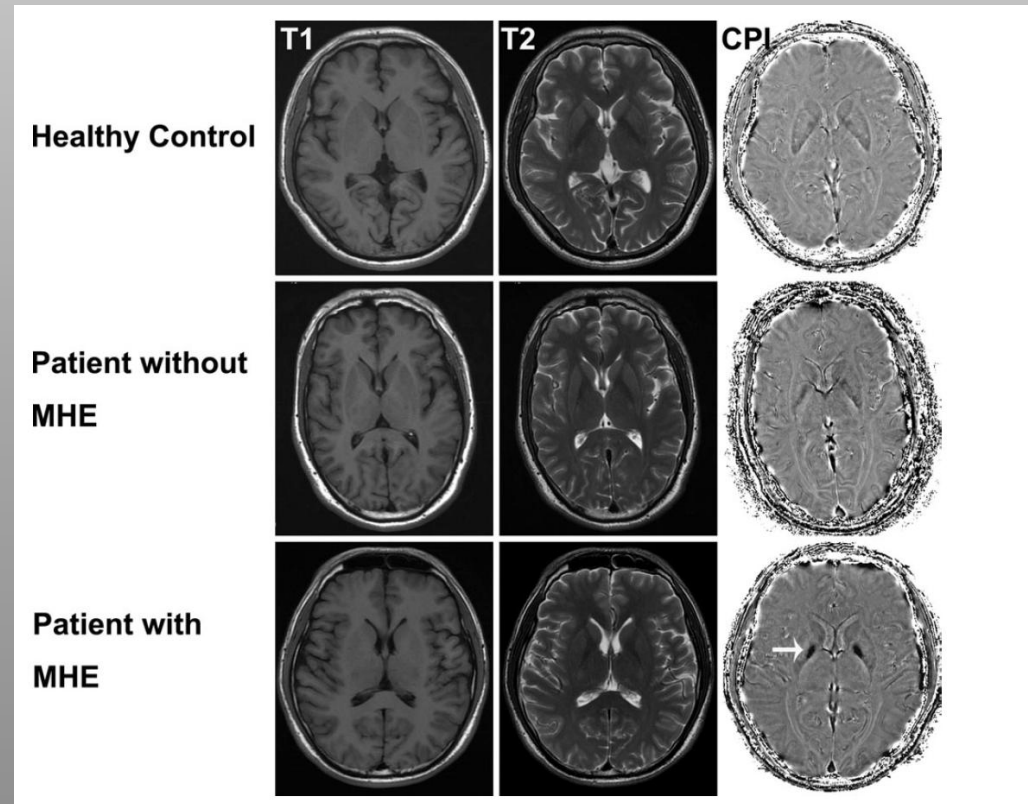 T1
T2
CPI
Healthy Control
Patient without
MHE
Patient with
MHE